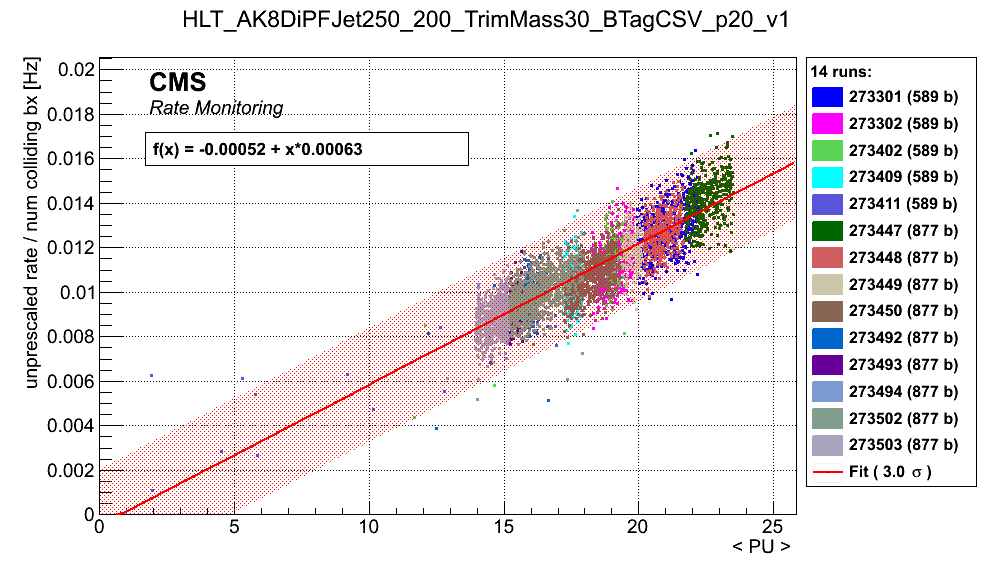 HLT_AK8DiPFJet250_200_TrimMass30_BTagCSV_p20_v1
unprescaled rate / num colliding bx [Hz]
0.02
0.018
0.016
0.014
0.012
0.01
0.008
0.006
0.004
0.002
0
CMS
Rate Monitoring
f(x) = -0.00052 + x*0.00063
0 5 10 15 20 25
< PU >
14 runs:
273301 (589 b)
273302 (589 b)
273402 (589 b)
273409 (589 b)
273411 (589 b)
273447 (877 b)
273448 (877 b)
273449 (877 b)
273450 (877 b)
273492 (877 b)
273493 (877 b)
273494 (877 b)
273502 (877 b)
273503 (877 b)
Fit ( 3.0 σ )